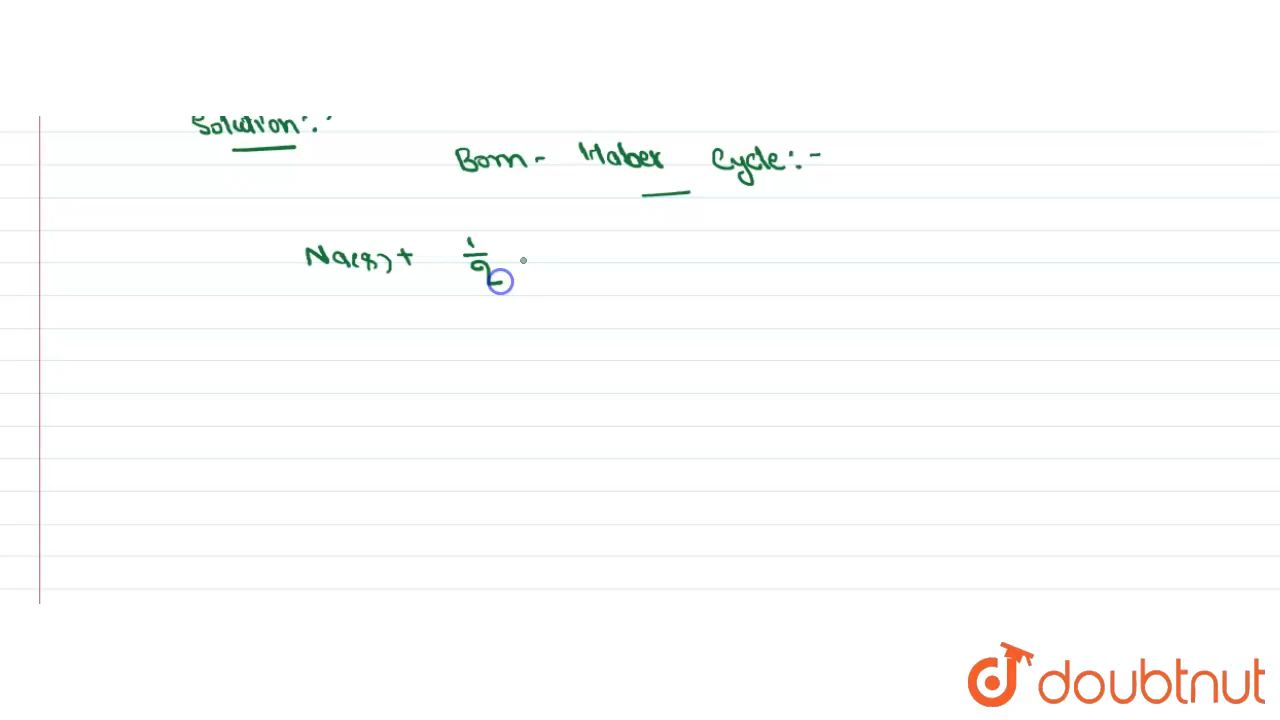 Solution:-
Born - Haber Cycle:-
Na(s) + 1/2
doubtnut